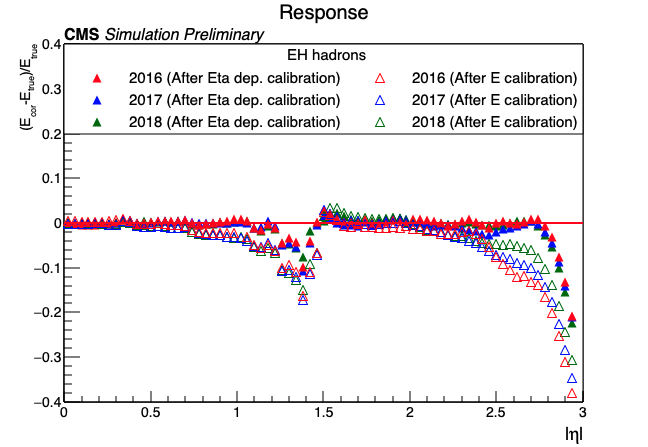 Response
CMS Simulation Preliminary
(E_cor-E_true)/E_true
EH hadrons
2016 (After Eta dep. calibration) 2016 (After E calibration)
2017 (After Eta dep. calibration) 2017 (After E calibration)
2018 (After Eta dep. calibration) 2018 (After E calibration)
0.4
0.3
0.2
0.1
0
−0.1
−0.2
−0.3
−0.4
0 0.5 1 1.5 2 2.5 3
|η|